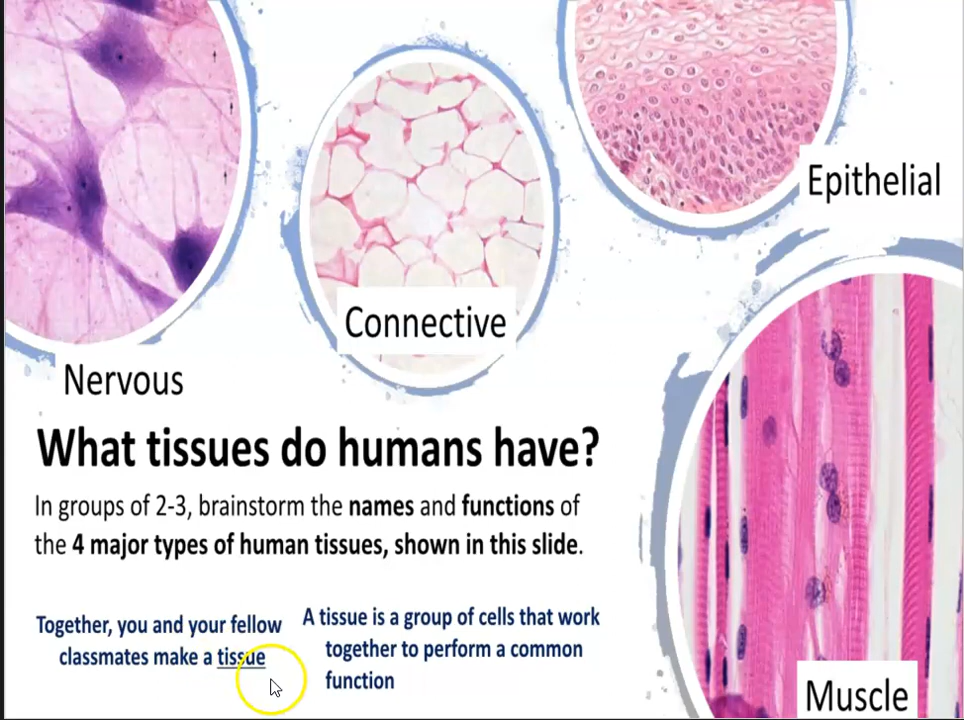 Epithelial
Connective
Nervous
What tissues do humans have?
In groups of 2-3, brainstorm the names and functions of
the 4 major types of human tissues, shown in this slide.
Together, you and your fellow
classmates make a tissue
A tissue is a group of cells that work
together to perform a common
function
Muscle